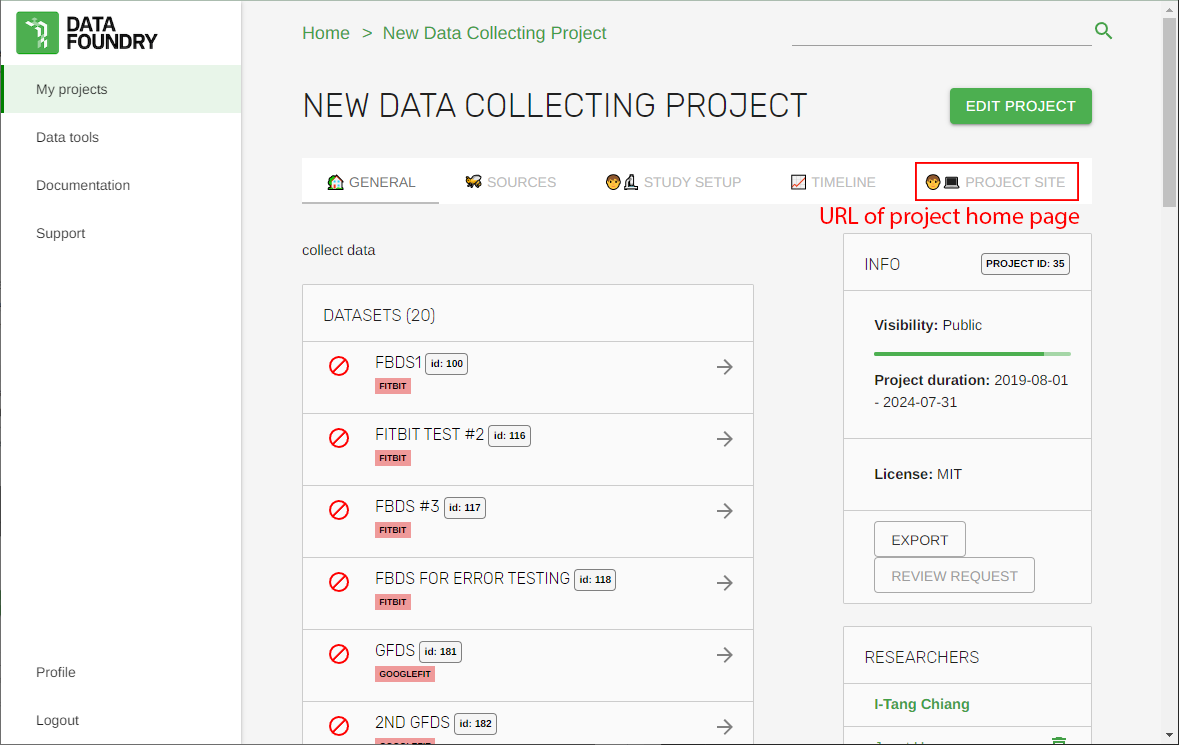 DATA
FOUNDRY
My projects
Data tools
Documentation
Support
Profile
Logout
Home > New Data Collecting Project
NEW DATA COLLECTING PROJECT
EDIT PROJECT
GENERAL
SOURCES
STUDY SETUP
TIMELINE
PROJECT SITE
URL of project home page
collect data
DATASETS (20)
FBDS1 id: 100
FITBIT
FITBIT TEST #2 id: 116
FITBIT
FBDS #3 id: 117
FITBIT
FBDS FOR ERROR TESTING id: 118
FITBIT
GFDS id: 181
GOOGLEFIT
2ND GFDS id: 182
GOOGLEFIT
INFO
PROJECT ID: 35
Visibility: Public
Project duration: 2019-08-01
- 2024-07-31
License: MIT
EXPORT
REVIEW REQUEST
RESEARCHERS
I-Tang Chiang